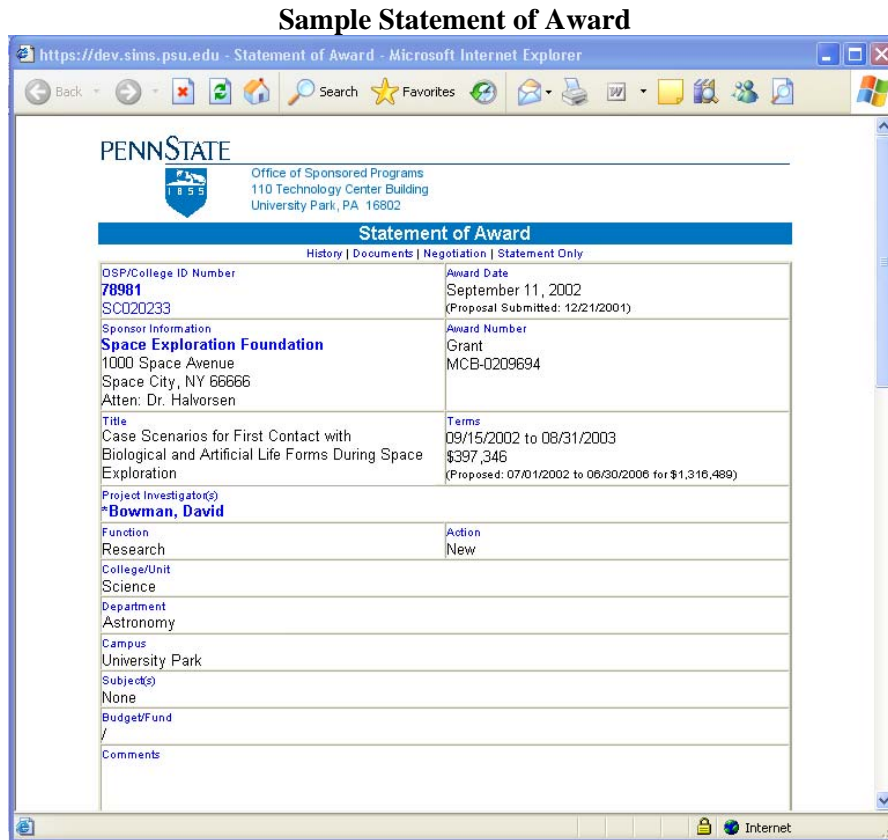 Sample Statement of Award
https://dev.sims.psu.edu - Statement of Award - Microsoft Internet Explorer
Back Search Favorites
PENNSTATE
1855
Office of Sponsored Programs
110 Technology Center Building
University Park, PA 16802
Statement of Award
History | Documents | Negotiation | Statement Only
OSP/College ID Number
78981
SC020233
Award Date
September 11, 2002
(Proposal Submitted: 12/21/2001)
Sponsor Information
Space Exploration Foundation
1000 Space Avenue
Space City, NY 66666
Atten: Dr. Halvorsen
Award Number
Grant
MCB-0209694
Title
Case Scenarios for First Contact with
Biological and Artificial Life Forms During Space
Exploration
Terms
09/15/2002 to 08/31/2003
$397,346
(Proposed: 07/01/2002 to 06/30/2006 for $1,316,489)
Project Investigator(s)
*Bowman, David
Function
Research
Action
New
College/Unit
Science
Department
Astronomy
Campus
University Park
Subject(s)
None
Budget/Fund
/
Comments
Internet